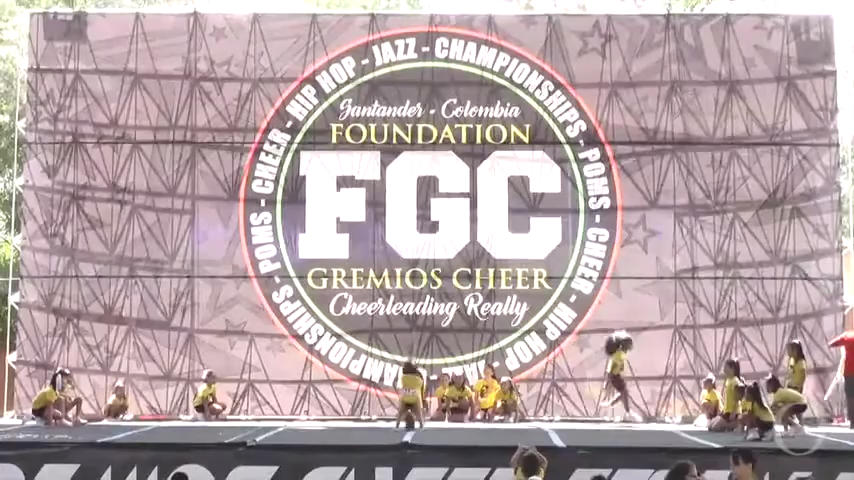 CHEER - HIP HOP - JAZZ - CHAMPIONSHIPS - POMS - CHEER - HIP HOP - JAZZ - CHAMPIONSHIPS - POMS -
Santander - Colombia
FOUNDATION
FGC
GREMIOS CHEER
Cheerleading Really